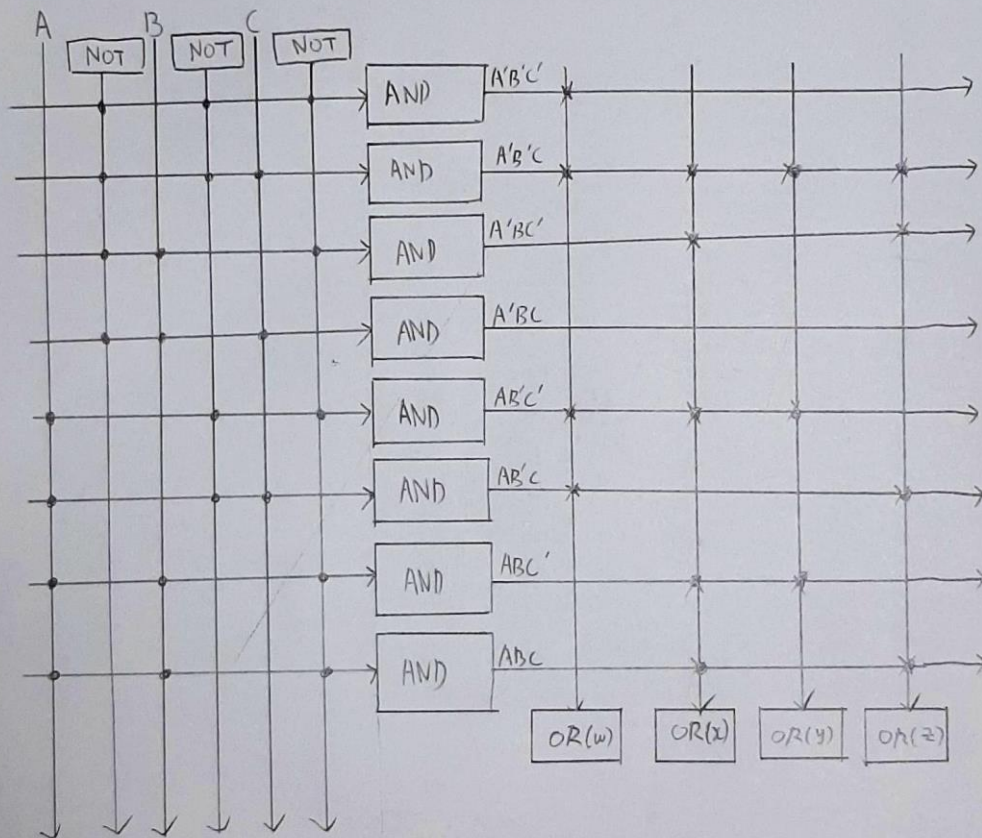 A B C
NOT NOT NOT
AND A'B'C'
AND A'B'C
AND A'BC'
AND A'BC
AND AB'C'
AND AB'C
AND ABC'
AND ABC
OR(w) OR(x) OR(y) OR(z)